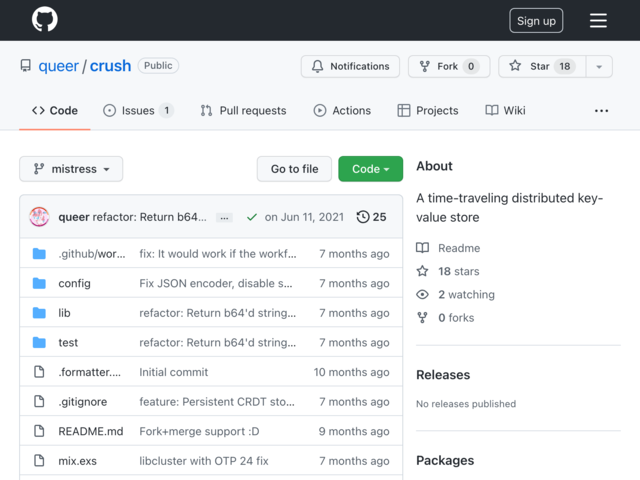 Sign up
queer / crush Public
Notifications Fork 0 Star 18
Code Issues 1 Pull requests Actions Projects Wiki ...
mistress Go to file Code
queer refactor: Return b64'd... ... on Jun 11, 2021 25
.github/wor... fix: It would work if the workf... 7 months ago
config Fix JSON encoder, disable s... 7 months ago
lib refactor: Return b64'd string... 7 months ago
test refactor: Return b64'd string... 7 months ago
.formatter.... Initial commit 10 months ago
.gitignore feature: Persistent CRDT sto... 7 months ago
README.md Fork+merge support :D 9 months ago
mix.exs libcluster with OTP 24 fix 7 months ago
About
A time-traveling distributed key-
value store
Readme
18 stars
2 watching
0 forks
Releases
No releases published
Packages